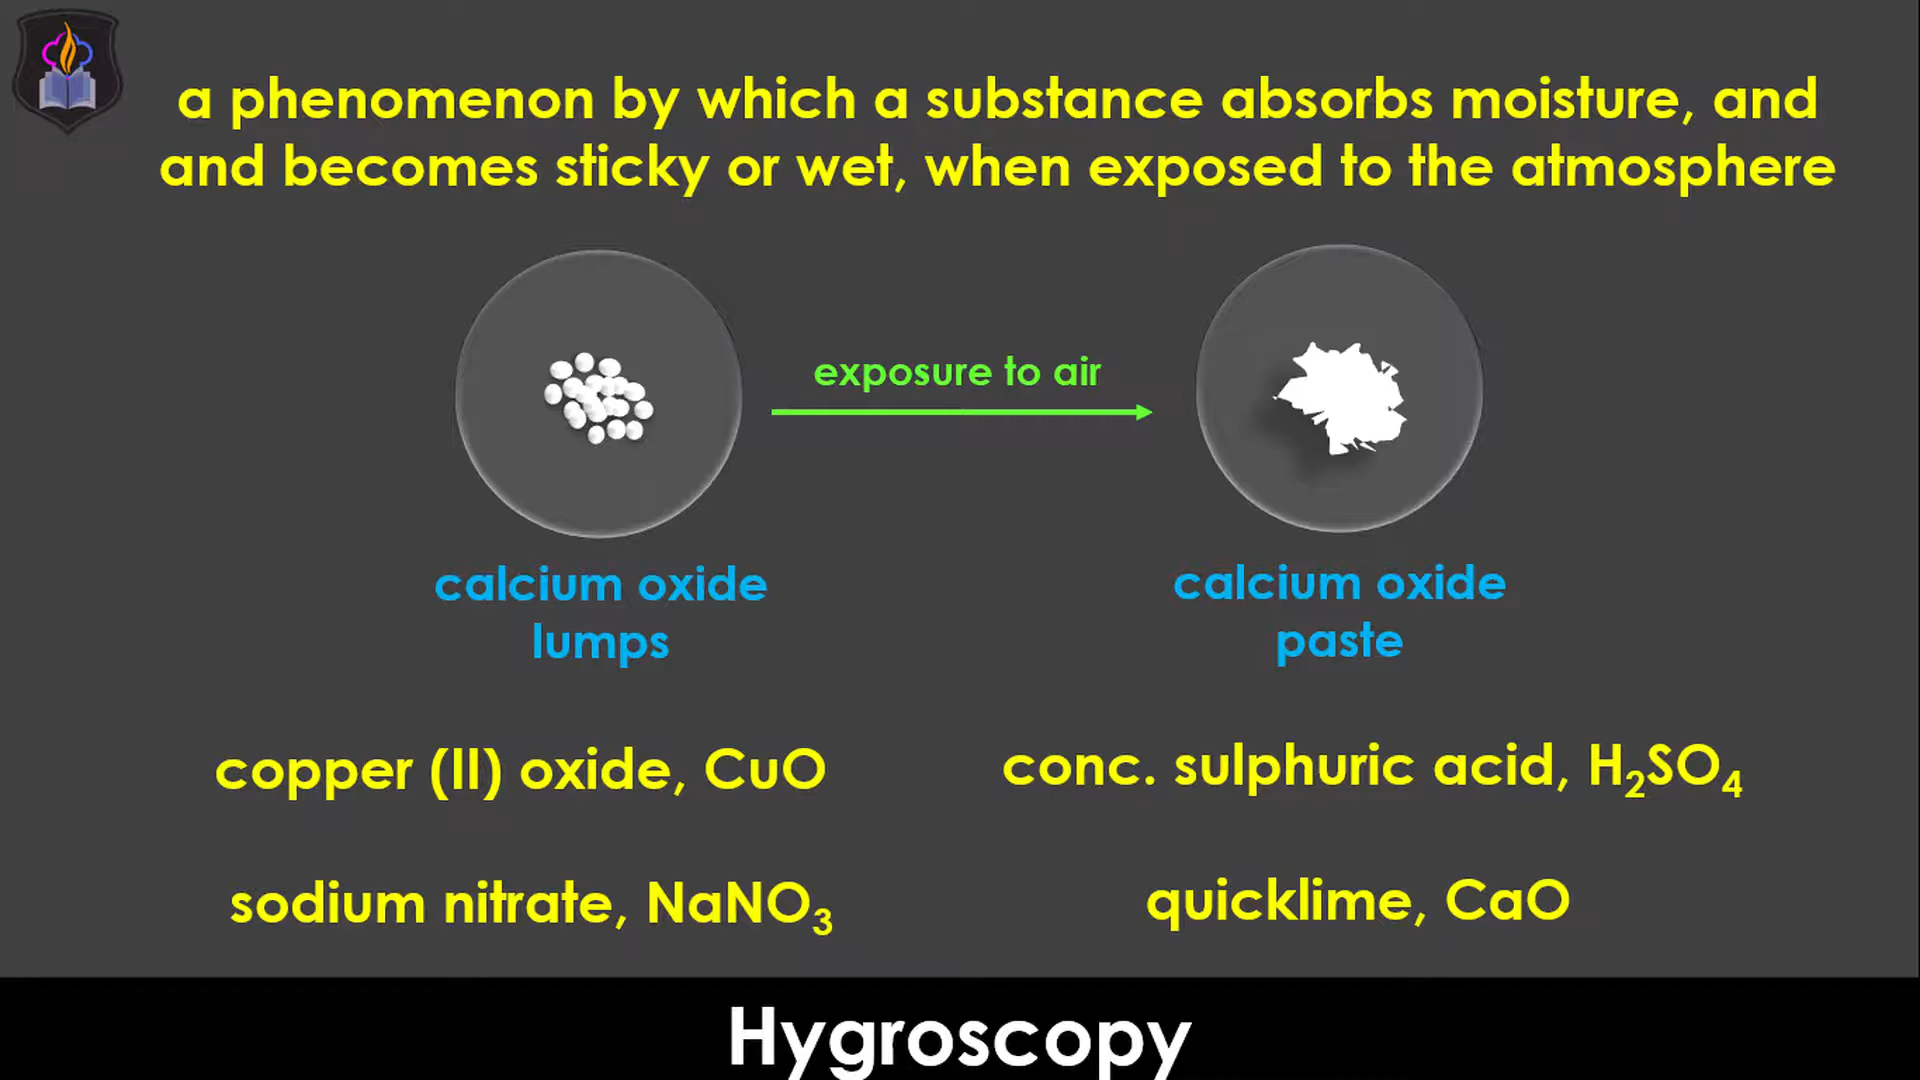 a phenomenon by which a substance absorbs moisture, and
and becomes sticky or wet, when exposed to the atmosphere
exposure to air
calcium oxide
lumps
calcium oxide
paste
copper (II) oxide, CuO
conc. sulphuric acid, H₂SO₄
sodium nitrate, NaNO₃
quicklime, CaO
Hygroscopy